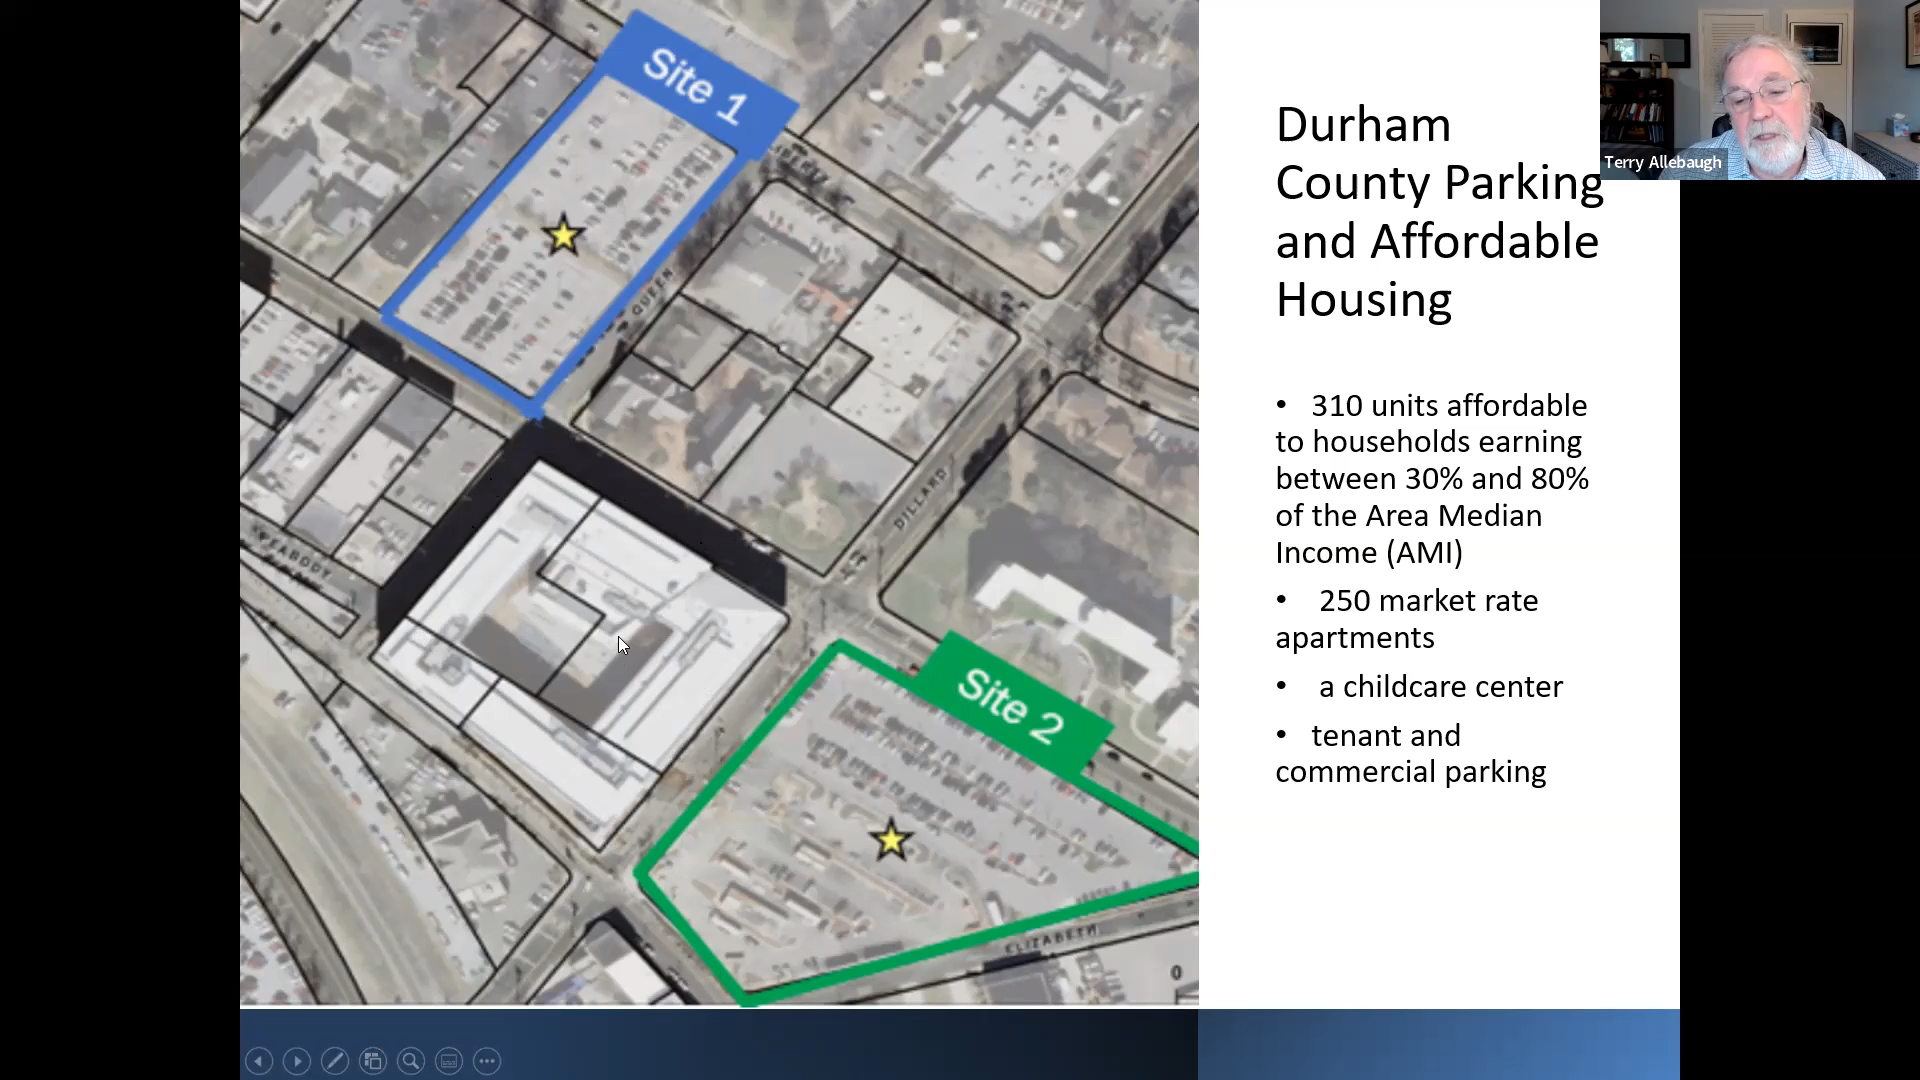 Site 1
QUEEN
DILLARD
PEABODY
Site 2
ELIZABETH
0
Durham
County Parking
and Affordable
Housing
• 310 units affordable
to households earning
between 30% and 80%
of the Area Median
Income (AMI)
• 250 market rate
apartments
• a childcare center
• tenant and
commercial parking
Terry Allebaugh